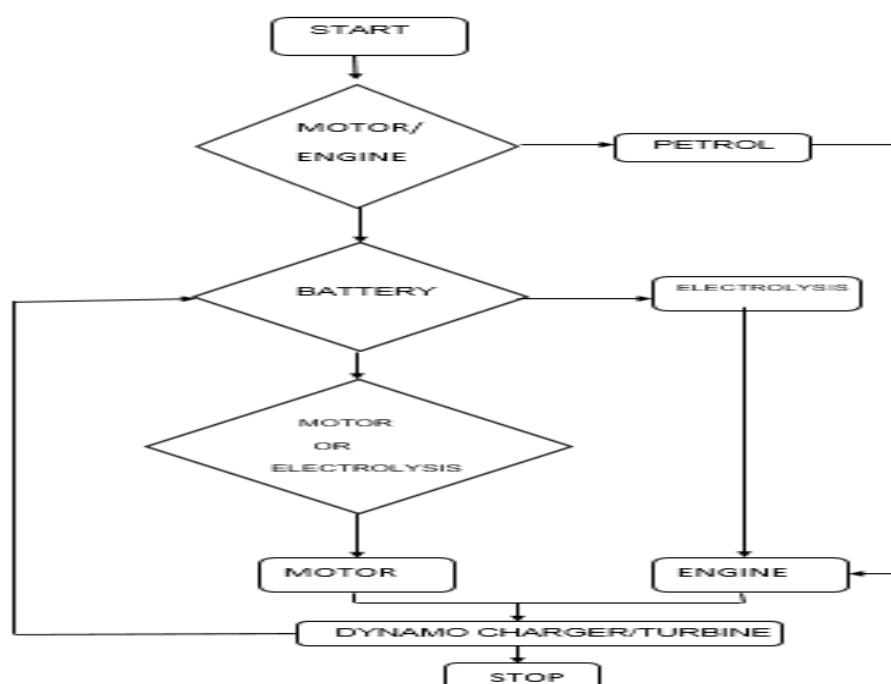 START
MOTOR/
ENGINE
PETROL
BATTERY
ELECTROLYSIS
MOTOR
OR
ELECTROLYSIS
MOTOR
ENGINE
DYNAMO CHARGER/TURBINE
STOP